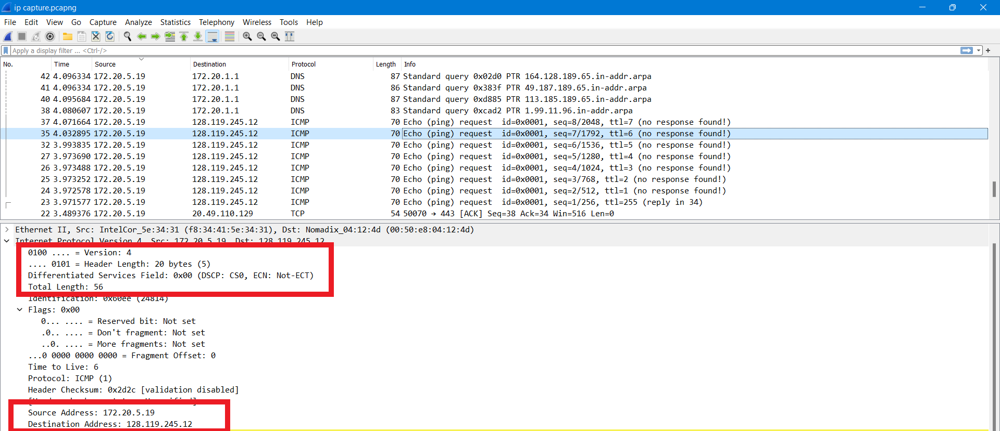 ip capture.pcapng
File Edit View Go Capture Analyze Statistics Telephony Wireless Tools Help
Apply a display filter ... <Ctrl-/>
No. Time Source Destination Protocol Length Info
42 4.096334 172.20.5.19 172.20.1.1 DNS 87 Standard query 0x02d0 PTR 164.128.189.65.in-addr.arpa
41 4.096334 172.20.5.19 172.20.1.1 DNS 86 Standard query 0x383f PTR 49.187.189.65.in-addr.arpa
40 4.095684 172.20.5.19 172.20.1.1 DNS 87 Standard query 0xd885 PTR 113.185.189.65.in-addr.arpa
38 4.080607 172.20.5.19 172.20.1.1 DNS 83 Standard query 0xcad2 PTR 1.99.11.96.in-addr.arpa
37 4.071664 172.20.5.19 128.119.245.12 ICMP 70 Echo (ping) request id=0x0001, seq=8/2048, ttl=7 (no response found!)
35 4.032895 172.20.5.19 128.119.245.12 ICMP 70 Echo (ping) request id=0x0001, seq=7/1792, ttl=6 (no response found!)
32 3.993835 172.20.5.19 128.119.245.12 ICMP 70 Echo (ping) request id=0x0001, seq=6/1536, ttl=5 (no response found!)
27 3.973690 172.20.5.19 128.119.245.12 ICMP 70 Echo (ping) request id=0x0001, seq=5/1280, ttl=4 (no response found!)
26 3.973488 172.20.5.19 128.119.245.12 ICMP 70 Echo (ping) request id=0x0001, seq=4/1024, ttl=3 (no response found!)
25 3.973252 172.20.5.19 128.119.245.12 ICMP 70 Echo (ping) request id=0x0001, seq=3/768, ttl=2 (no response found!)
24 3.972578 172.20.5.19 128.119.245.12 ICMP 70 Echo (ping) request id=0x0001, seq=2/512, ttl=1 (no response found!)
23 3.971577 172.20.5.19 128.119.245.12 ICMP 70 Echo (ping) request id=0x0001, seq=1/256, ttl=255 (reply in 34)
22 3.489376 172.20.5.19 20.49.110.129 TCP 54 50070 → 443 [ACK] Seq=38 Ack=34 Win=516 Len=0
Ethernet II, Src: IntelCor_5e:34:31 (f8:34:41:5e:34:31), Dst: Nomadix_04:12:4d (00:50:e8:04:12:4d)
Internet Protocol Version 4, Src: 172.20.5.19, Dst: 128.119.245.12
0100 .... = Version: 4
.... 0101 = Header Length: 20 bytes (5)
Differentiated Services Field: 0x00 (DSCP: CS0, ECN: Not-ECT)
Total Length: 56
Identification: 0x60ee (24814)
Flags: 0x00
0... .... = Reserved bit: Not set
.0.. .... = Don't fragment: Not set
..0. .... = More fragments: Not set
...0 0000 0000 0000 = Fragment Offset: 0
Time to Live: 6
Protocol: ICMP (1)
Header Checksum: 0x2d2c [validation disabled]
Source Address: 172.20.5.19
Destination Address: 128.119.245.12